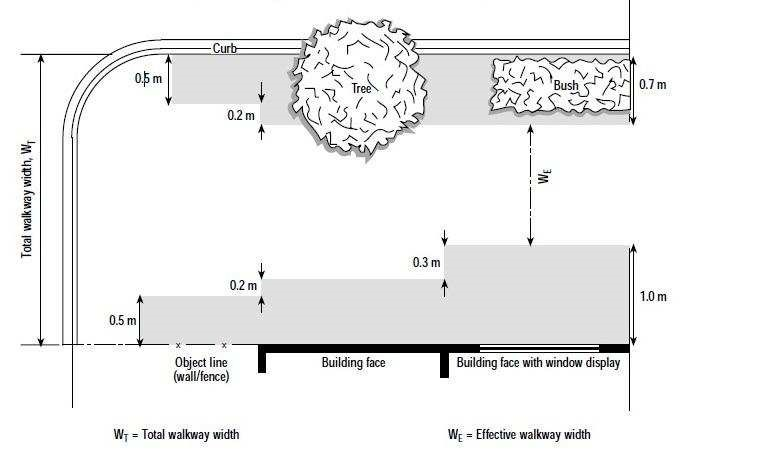 Curb
0.5 m
Tree
Bush
0.7 m
0.2 m
Total walkway width, WT
WE
0.3 m
0.2 m
0.5 m
1.0 m
x x
Object line
(wall/fence)
Building face
Building face with window display
WT = Total walkway width
WE = Effective walkway width